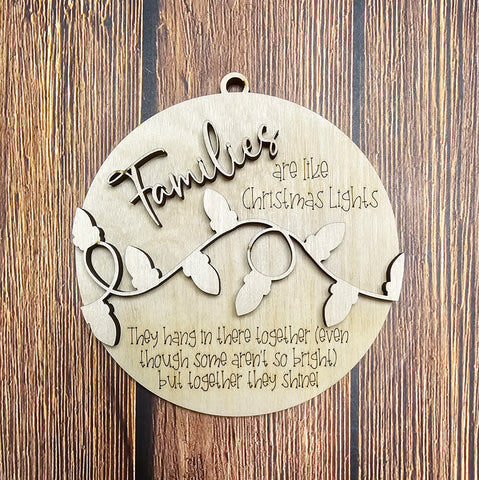 Families
are like
Christmas Lights
They hang in there together (even
though some aren't so bright)
but together they shine!